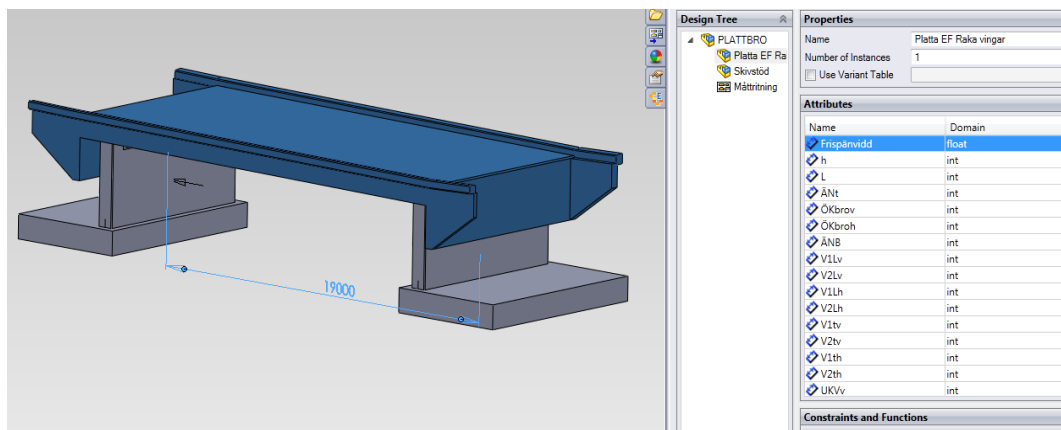 19000
Design Tree
PLATTBRO
Platta EF Ra
Skivstöd
Måttritning
Properties
Name Platta EF Raka vingar
Number of Instances 1
Use Variant Table
Attributes
Name Domain
Frispänvidd float
h int
L int
ÄNt int
ÖKbrov int
ÖKbroh int
ÄNB int
V1Lv int
V2Lv int
V1Lh int
V2Lh int
V1tv int
V2tv int
V1th int
V2th int
UKVv int
Constraints and Functions